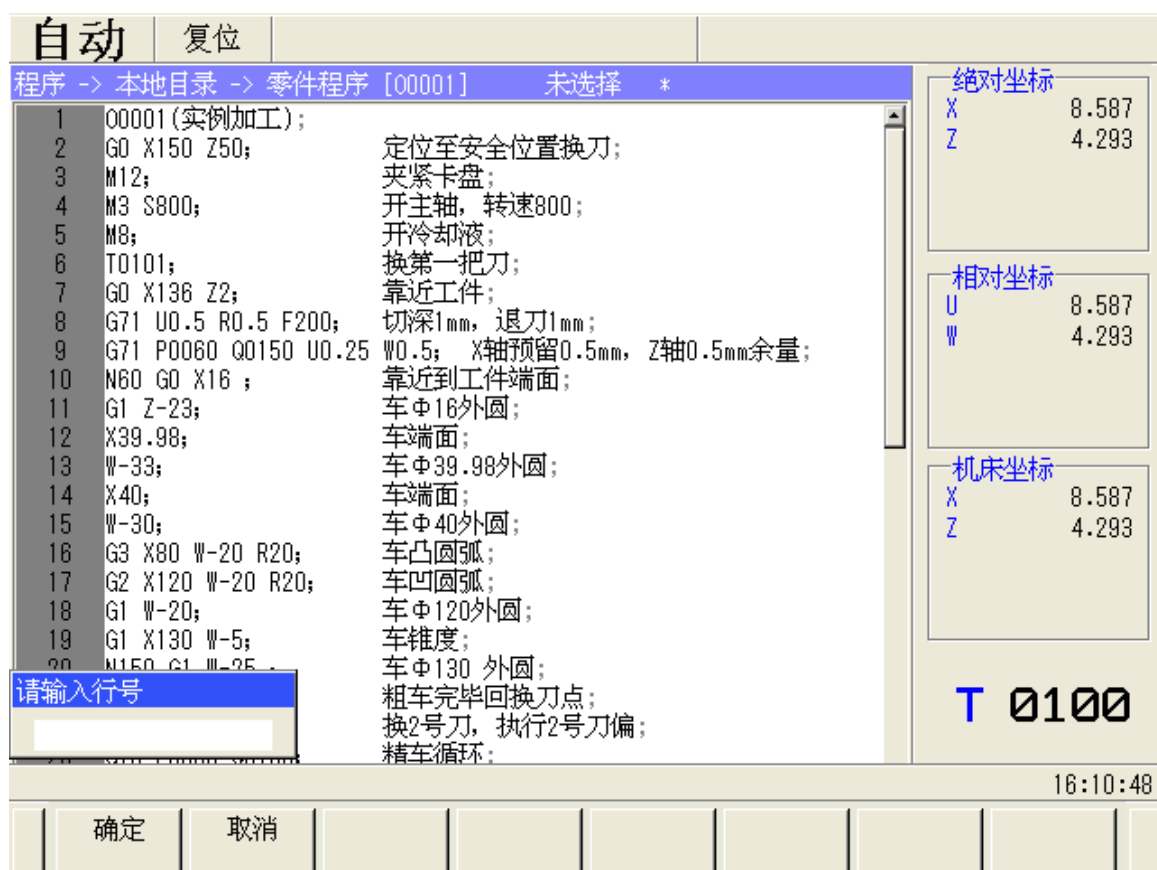 自动 复位
程序 -> 本地目录 -> 零件程序 [00001] 未选择 *
1 O0001(实例加工);
2 G0 X150 Z50; 定位至安全位置换刀;
3 M12; 夹紧卡盘;
4 M3 S800; 开主轴, 转速800;
5 M8; 开冷却液;
6 T0101; 换第一把刀;
7 G0 X136 Z2; 靠近工件;
8 G71 U0.5 R0.5 F200; 切深1mm, 退刀1mm;
9 G71 P0060 Q0150 U0.25 W0.5; X轴预留0.5mm, Z轴0.5mm余量;
10 N60 G0 X16 ; 靠近到工件端面;
11 G1 Z-23; 车Φ16外圆;
12 X39.98; 车端面;
13 W-33; 车Φ39.98外圆;
14 X40; 车端面;
15 W-30; 车Φ40外圆;
16 G3 X80 W-20 R20; 车凸圆弧;
17 G2 X120 W-20 R20; 车凹圆弧;
18 G1 W-20; 车Φ120外圆;
19 G1 X130 W-5; 车锥度;
20 N150 G1 W-25 ; 车Φ130 外圆;
粗车完毕回换刀点;
换2号刀, 执行2号刀偏;
精车循环;
请输入行号
绝对坐标
X 8.587
Z 4.293
相对坐标
U 8.587
W 4.293
机床坐标
X 8.587
Z 4.293
T 0100
16:10:48
确定 取消